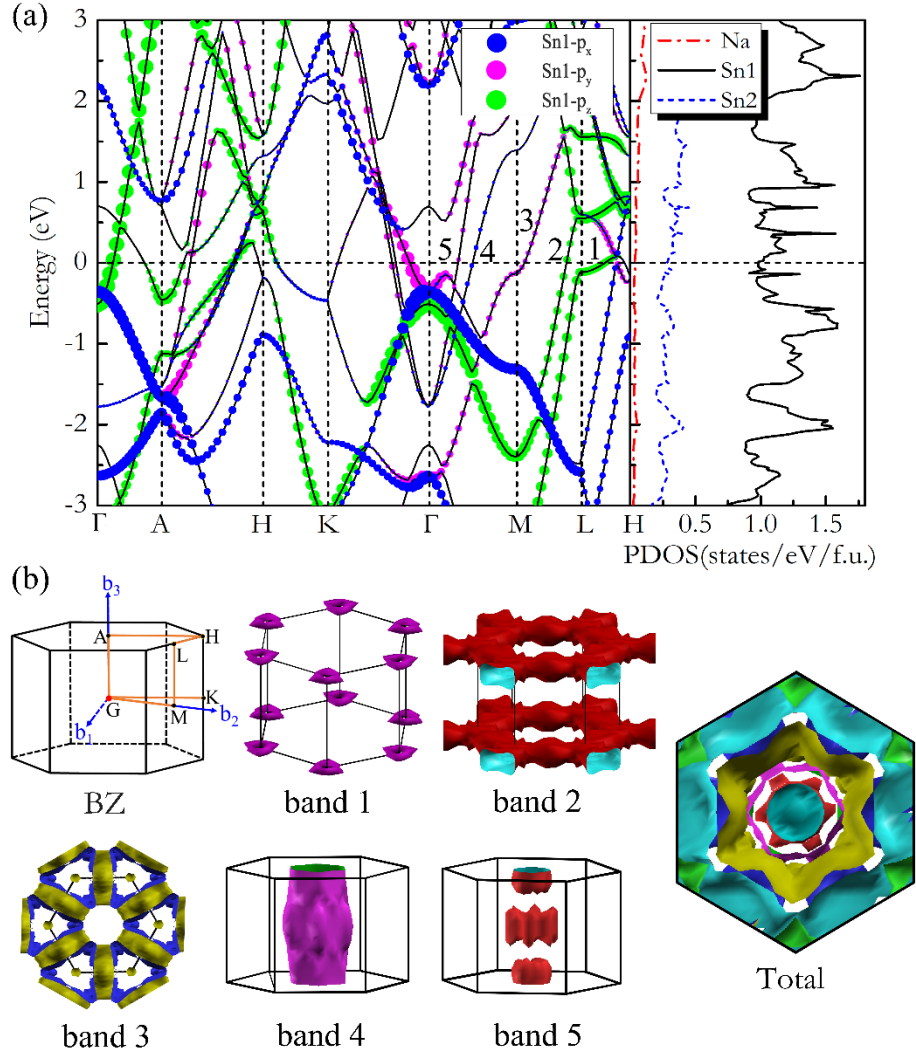 (a)
3
2
1
0
-1
-2
-3
Energy (eV)
Sn1-pₓ
Sn1-pᵧ
Sn1-p_z
Na
Sn1
Sn2
5
4
3
2
1
Γ A H K Γ M L H
0.5 1.0 1.5
PDOS(states/eV/f.u.)
(b)
b₃
A
H
L
K
G
M
b₁
b₂
BZ
band 1
band 2
band 3
band 4
band 5
Total